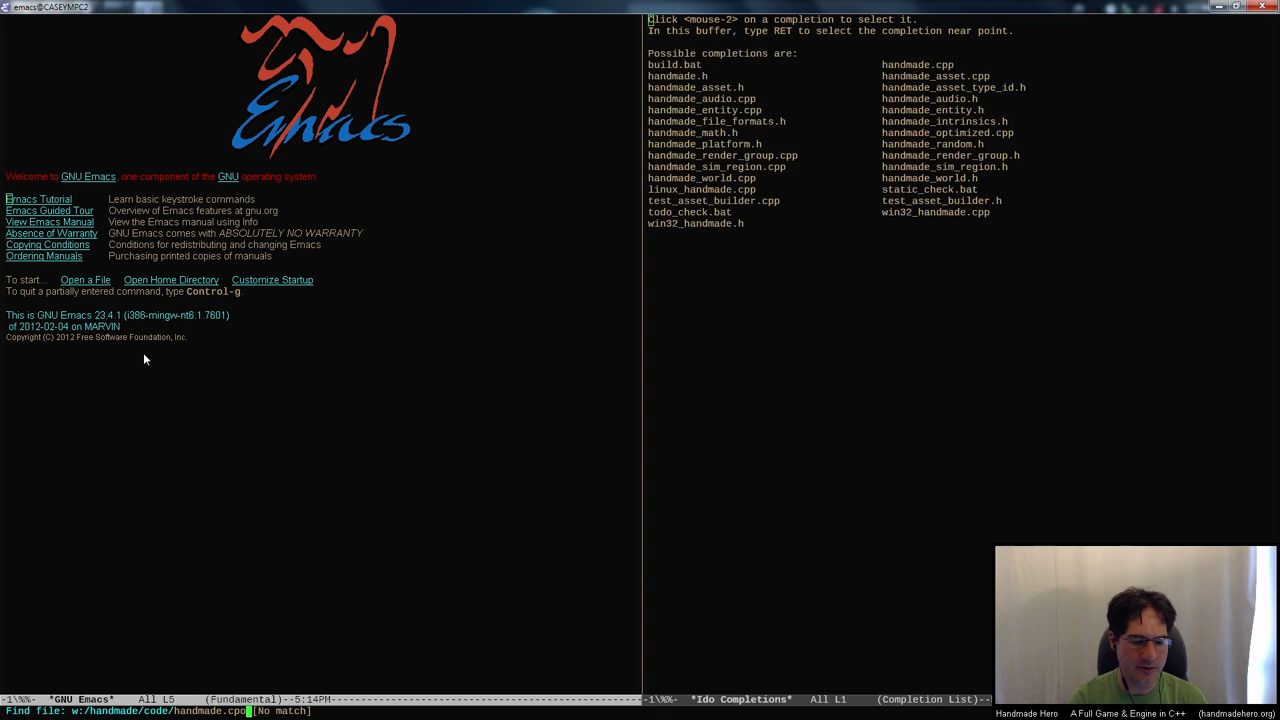 emacs@CASEYMPC2
Emacs
Welcome to GNU Emacs, one component of the GNU operating system.
Emacs Tutorial Learn basic keystroke commands
Emacs Guided Tour Overview of Emacs features at gnu.org
View Emacs Manual View the Emacs manual using Info
Absence of Warranty GNU Emacs comes with ABSOLUTELY NO WARRANTY
Copying Conditions Conditions for redistributing and changing Emacs
Ordering Manuals Purchasing printed copies of manuals
To start... Open a File Open Home Directory Customize Startup
To quit a partially entered command, type Control-g.
This is GNU Emacs 23.4.1 (i386-mingw-nt6.1.7601)
of 2012-02-04 on MARVIN
Copyright (C) 2012 Free Software Foundation, Inc.
-1\%%- *GNU Emacs* All L5 (Fundamental)--5:14PM
Click <mouse-2> on a completion to select it.
In this buffer, type RET to select the completion near point.
Possible completions are:
build.bat handmade.cpp
handmade.h handmade_asset.cpp
handmade_asset.h handmade_asset_type_id.h
handmade_audio.cpp handmade_audio.h
handmade_entity.cpp handmade_entity.h
handmade_file_formats.h handmade_intrinsics.h
handmade_math.h handmade_optimized.cpp
handmade_platform.h handmade_random.h
handmade_render_group.cpp handmade_render_group.h
handmade_sim_region.cpp handmade_sim_region.h
handmade_world.cpp handmade_world.h
linux_handmade.cpp static_check.bat
test_asset_builder.cpp test_asset_builder.h
todo_check.bat win32_handmade.cpp
win32_handmade.h
-1\%%- *Ido Completions* All L1 (Completion List)--
Find file: w:/handmade/code/handmade.cpo [No match]
Handmade Hero A Full Game & Engine in C++ (handmadehero.org)